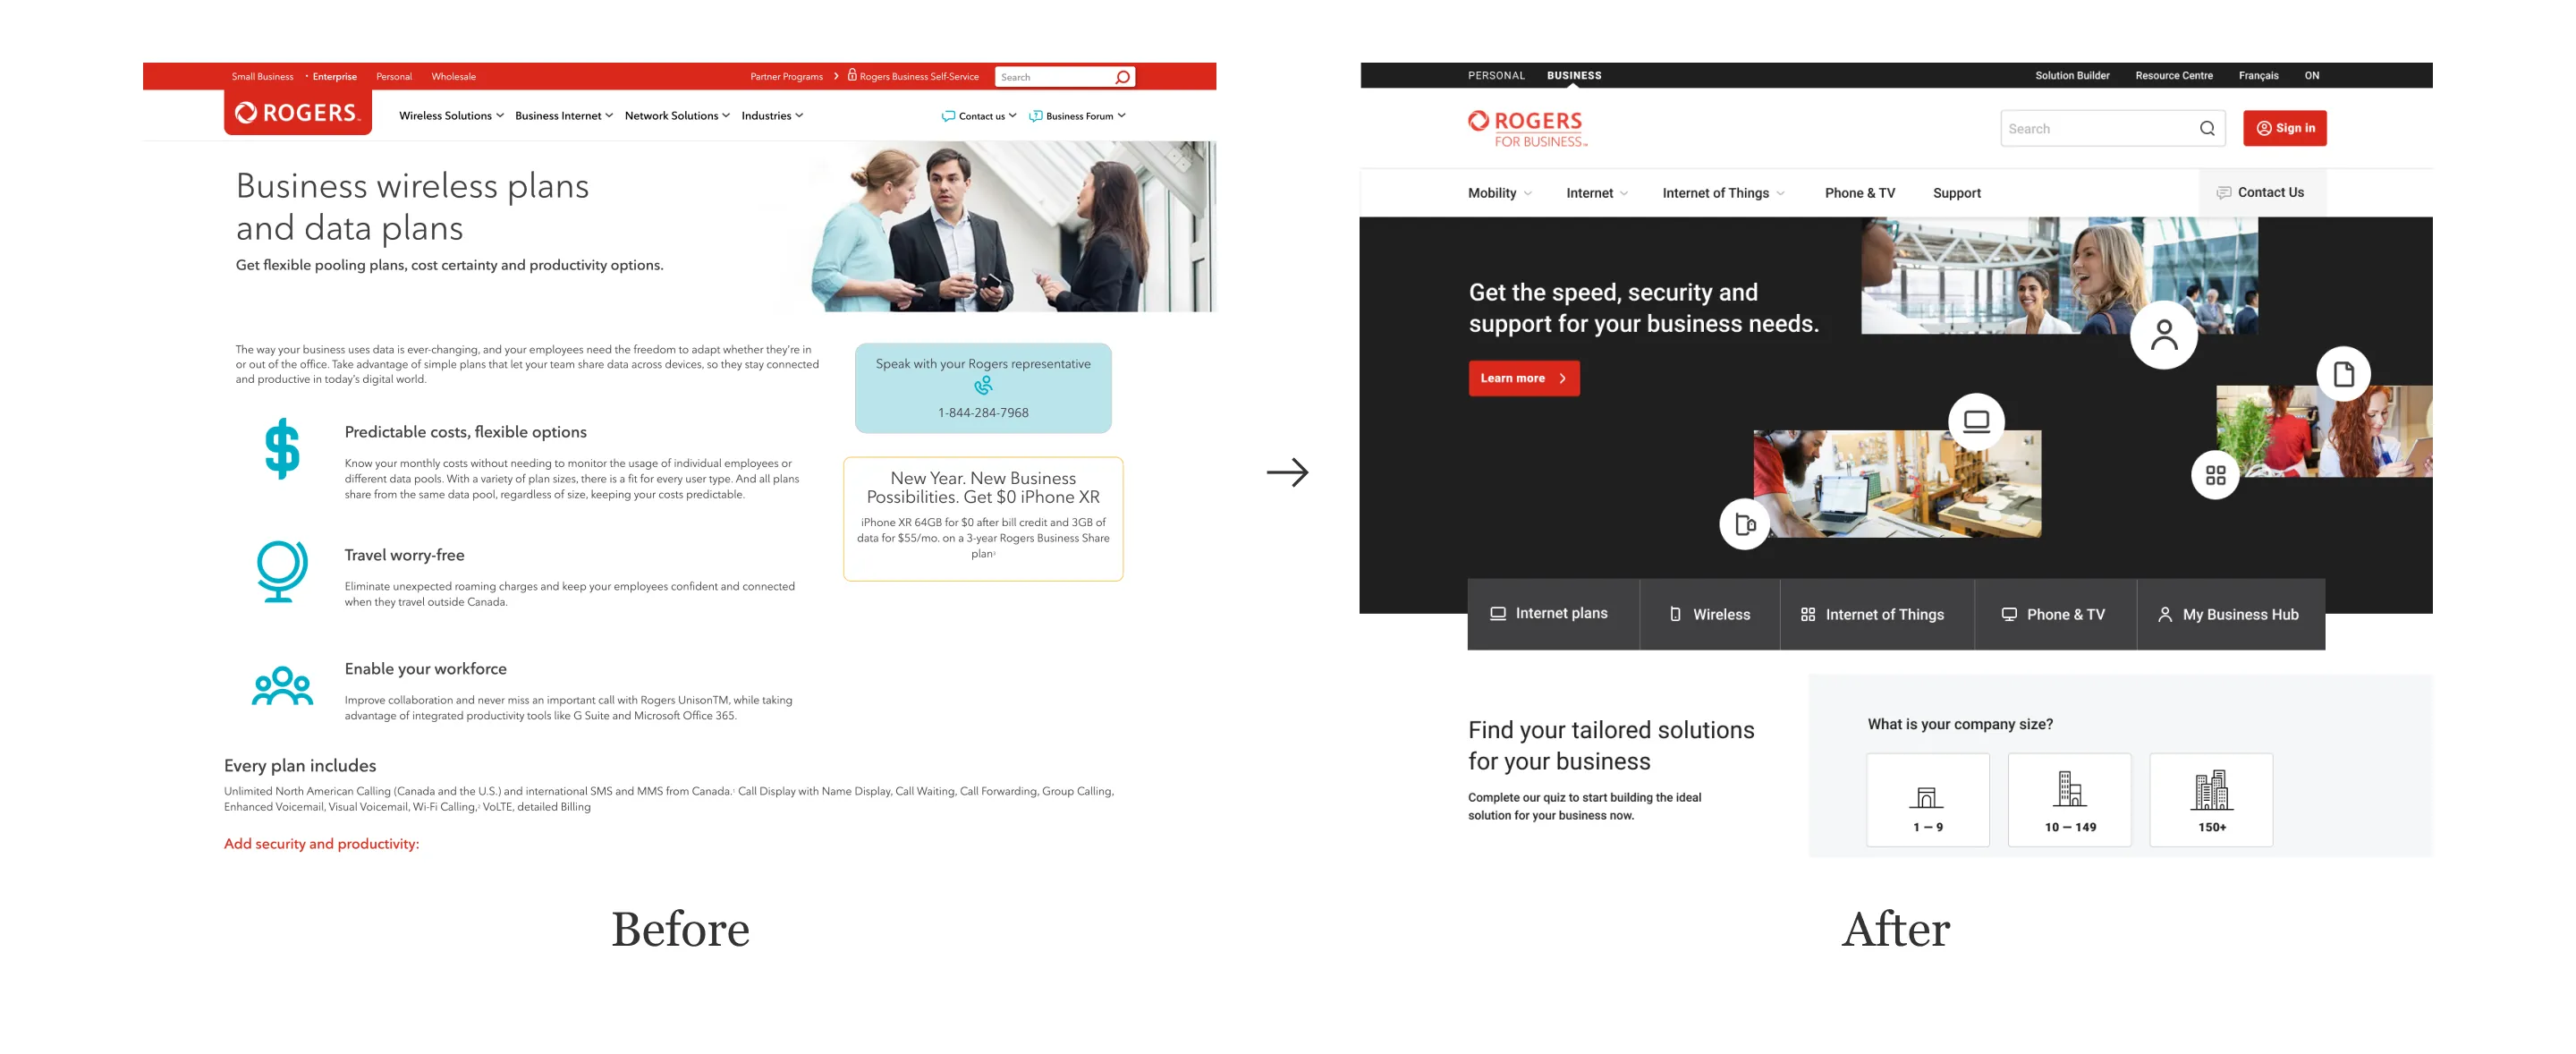 Small Business • Enterprise Personal Wholesale
Partner Programs Rogers Business Self-Service Search
ROGERS™
Wireless Solutions Business Internet Network Solutions Industries
Contact us Business Forum
Business wireless plans
and data plans
Get flexible pooling plans, cost certainty and productivity options.
The way your business uses data is ever-changing, and your employees need the freedom to adapt whether they're in
or out of the office. Take advantage of simple plans that let your team share data across devices, so they stay connected
and productive in today's digital world.
Predictable costs, flexible options
Know your monthly costs without needing to monitor the usage of individual employees or
different data pools. With a variety of plan sizes, there is a fit for every user type. And all plans
share from the same data pool, regardless of size, keeping your costs predictable.
Travel worry-free
Eliminate unexpected roaming charges and keep your employees confident and connected
when they travel outside Canada.
Enable your workforce
Improve collaboration and never miss an important call with Rogers UnisonTM, while taking
advantage of integrated productivity tools like G Suite and Microsoft Office 365.
Speak with your Rogers representative
1-844-284-7968
New Year. New Business
Possibilities. Get $0 iPhone XR
iPhone XR 64GB for $0 after bill credit and 3GB of
data for $55/mo. on a 3-year Rogers Business Share
plan³
Every plan includes
Unlimited North American Calling (Canada and the U.S.) and international SMS and MMS from Canada.¹ Call Display with Name Display, Call Waiting, Call Forwarding, Group Calling,
Enhanced Voicemail, Visual Voicemail, Wi-Fi Calling,² VoLTE, detailed Billing
Add security and productivity:
Before
PERSONAL BUSINESS
Solution Builder Resource Centre Français ON
ROGERS
FOR BUSINESS™
Search
Sign in
Mobility Internet Internet of Things Phone & TV Support
Contact Us
Get the speed, security and
support for your business needs.
Learn more
Internet plans Wireless Internet of Things Phone & TV My Business Hub
Find your tailored solutions
for your business
Complete our quiz to start building the ideal
solution for your business now.
What is your company size?
1 — 9 10 — 149 150+
After